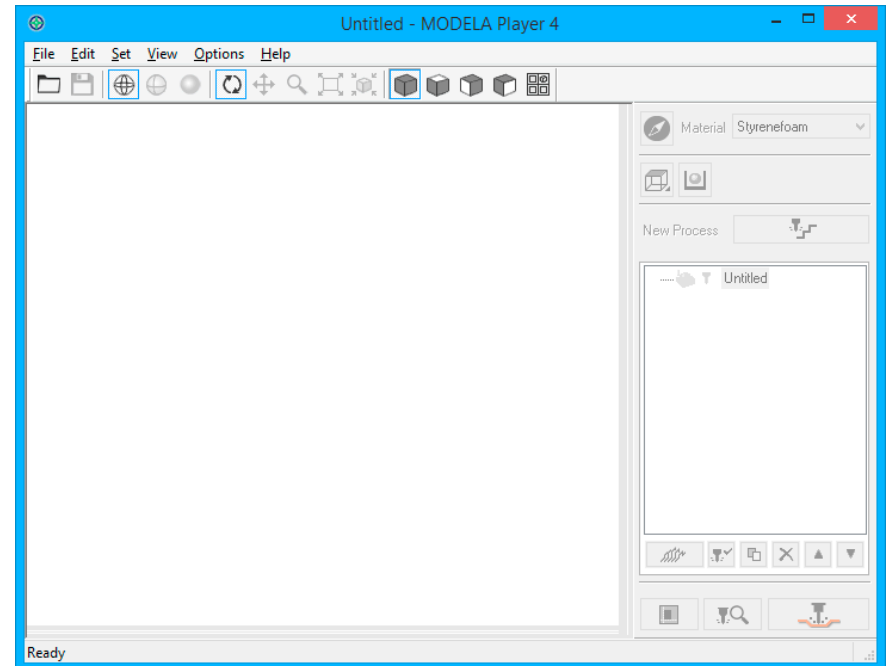 Untitled - MODELA Player 4
File Edit Set View Options Help
Material Styrenefoam
New Process
Untitled
Ready